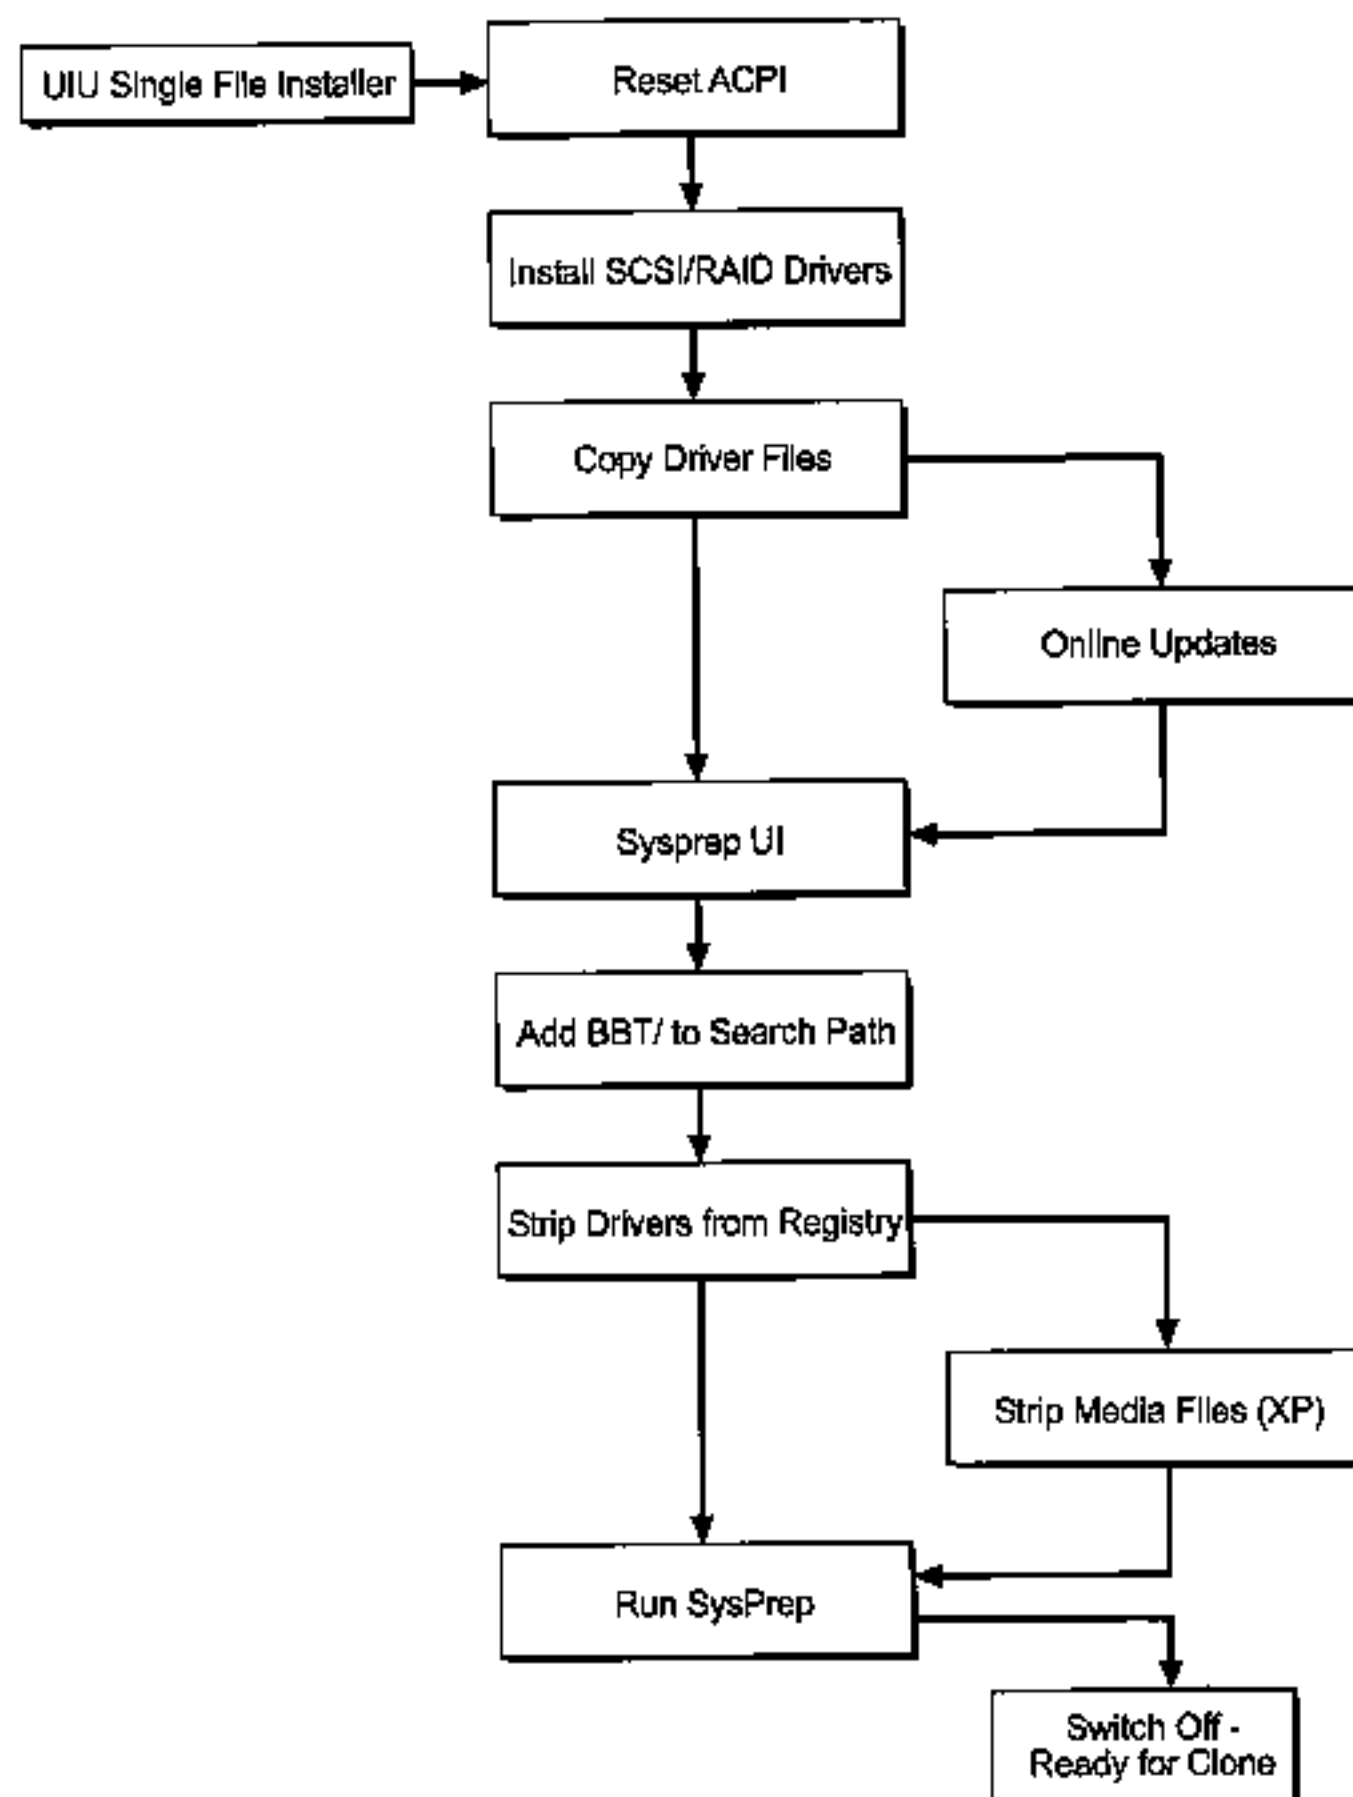 UIU Single File Installer
Reset ACPI
Install SCSI/RAID Drivers
Copy Driver Files
Online Updates
Sysprep UI
Add BBT/ to Search Path
Strip Drivers from Registry
Strip Media Files (XP)
Run SysPrep
Switch Off -
Ready for Clone